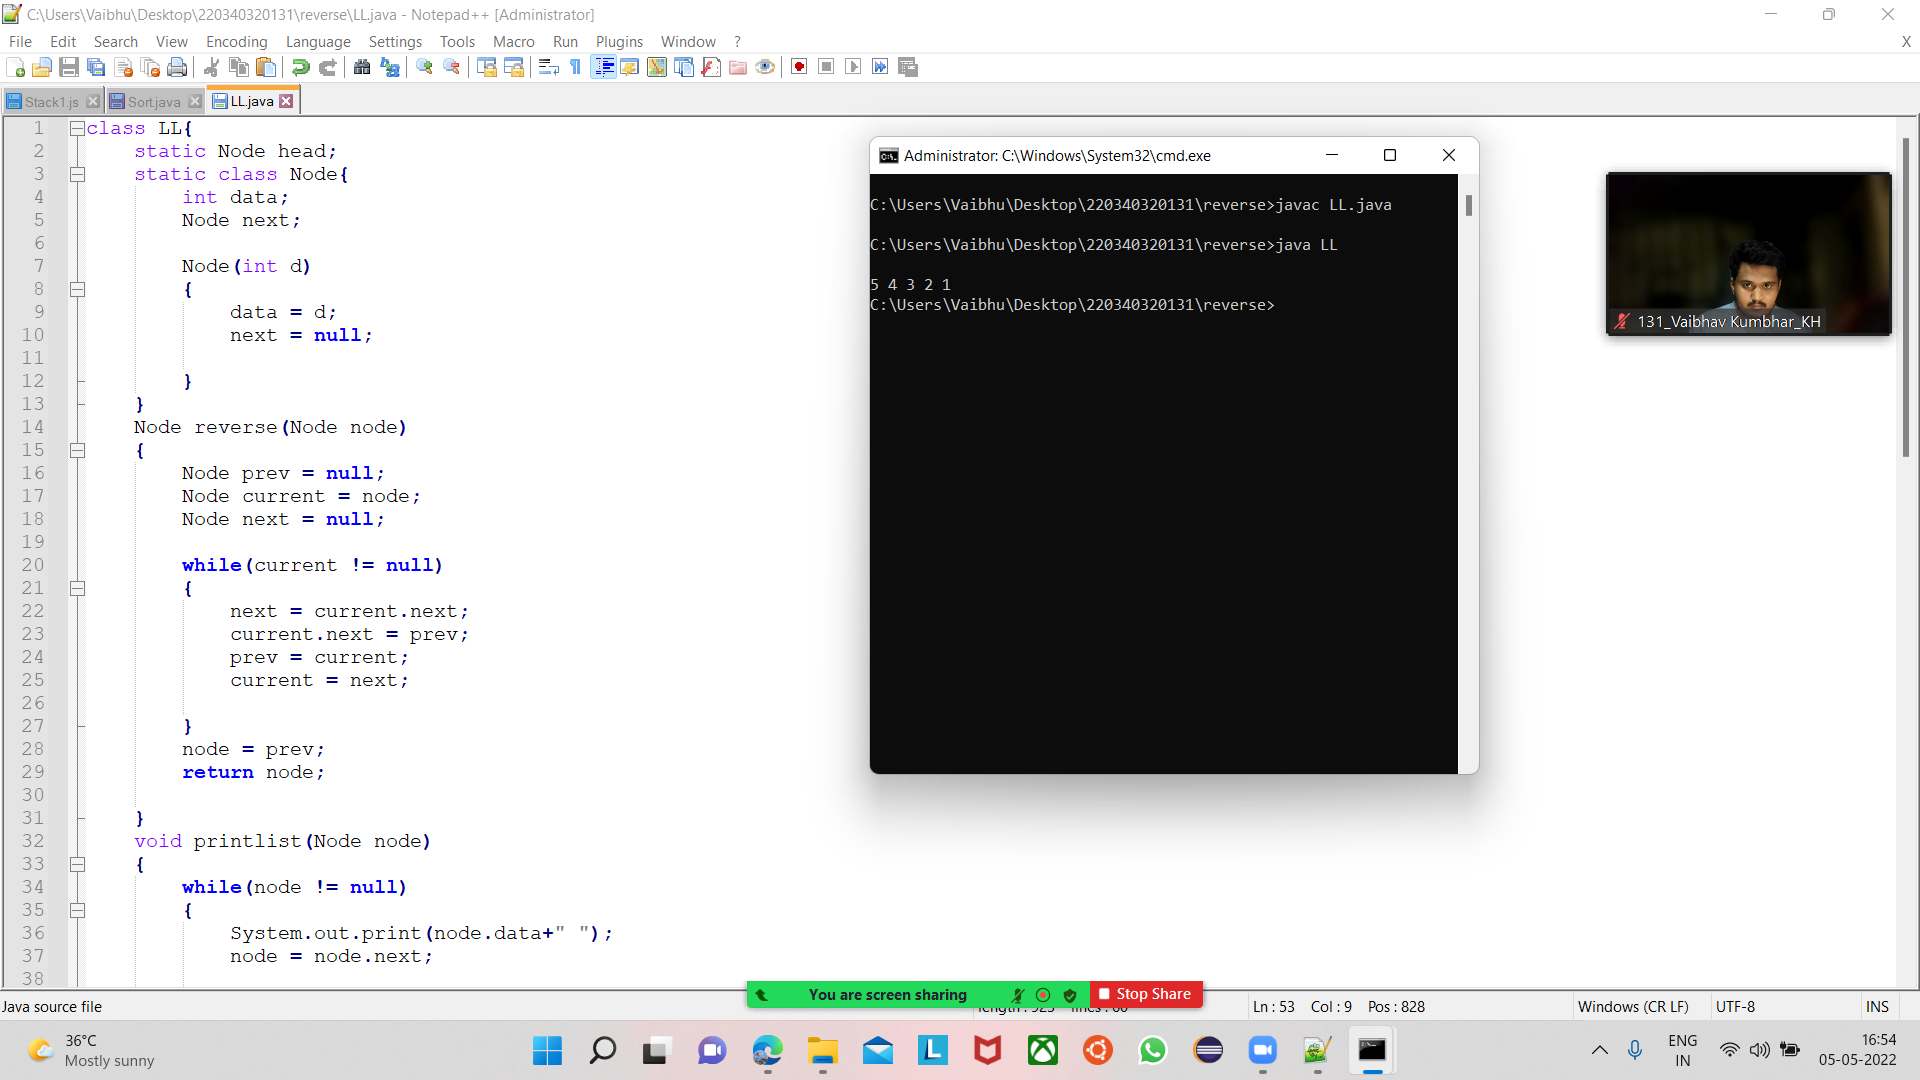 C:\Users\Vaibhu\Desktop\220340320131\reverse\LL.java - Notepad++ [Administrator]
File Edit Search View Encoding Language Settings Tools Macro Run Plugins Window ? X
Stack1.js Sort.java LL.java
1 class LL{
2 static Node head;
3 static class Node{
4 int data;
5 Node next;
6
7 Node(int d)
8 {
9 data = d;
10 next = null;
11
12 }
13 }
14 Node reverse(Node node)
15 {
16 Node prev = null;
17 Node current = node;
18 Node next = null;
19
20 while(current != null)
21 {
22 next = current.next;
23 current.next = prev;
24 prev = current;
25 current = next;
26
27 }
28 node = prev;
29 return node;
30
31 }
32 void printlist(Node node)
33 {
34 while(node != null)
35 {
36 System.out.print(node.data+" ");
37 node = node.next;
38
Administrator: C:\Windows\System32\cmd.exe
C:\Users\Vaibhu\Desktop\220340320131\reverse>javac LL.java
C:\Users\Vaibhu\Desktop\220340320131\reverse>java LL
5 4 3 2 1
C:\Users\Vaibhu\Desktop\220340320131\reverse>
131_Vaibhav Kumbhar_KH
You are screen sharing Stop Share
Java source file Ln : 53 Col : 9 Pos : 828 Windows (CR LF) UTF-8 INS
36°C
Mostly sunny
ENG
IN
16:54
05-05-2022